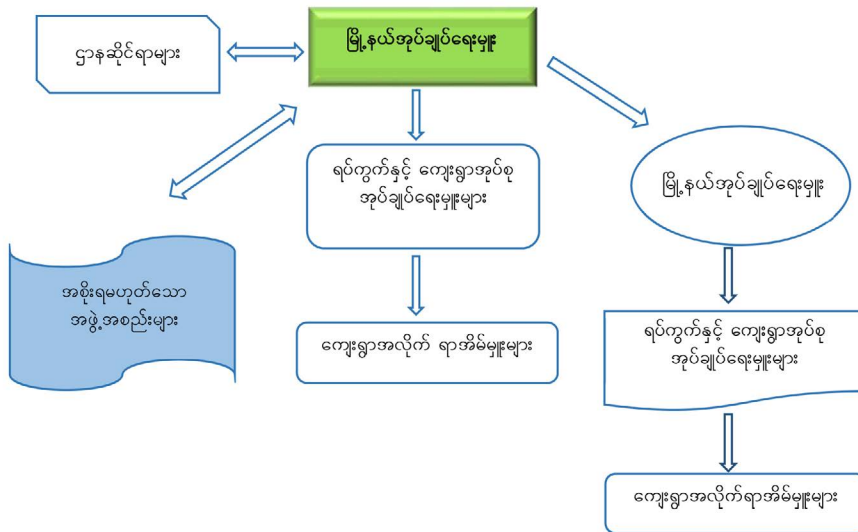 ဌာနဆိုင်ရာများ
မြို့နယ်အုပ်ချုပ်ရေးမှူး
ရပ်ကွက်နှင့် ကျေးရွာအုပ်စု
အုပ်ချုပ်ရေးမှူးများ
မြို့နယ်အုပ်ချုပ်ရေးမှူး
အစိုးရမဟုတ်သော
အဖွဲ့အစည်းများ
ကျေးရွာအလိုက် ရာအိမ်မှူးများ
ရပ်ကွက်နှင့် ကျေးရွာအုပ်စု
အုပ်ချုပ်ရေးမှူးများ
ကျေးရွာအလိုက်ရာအိမ်မှူးများ